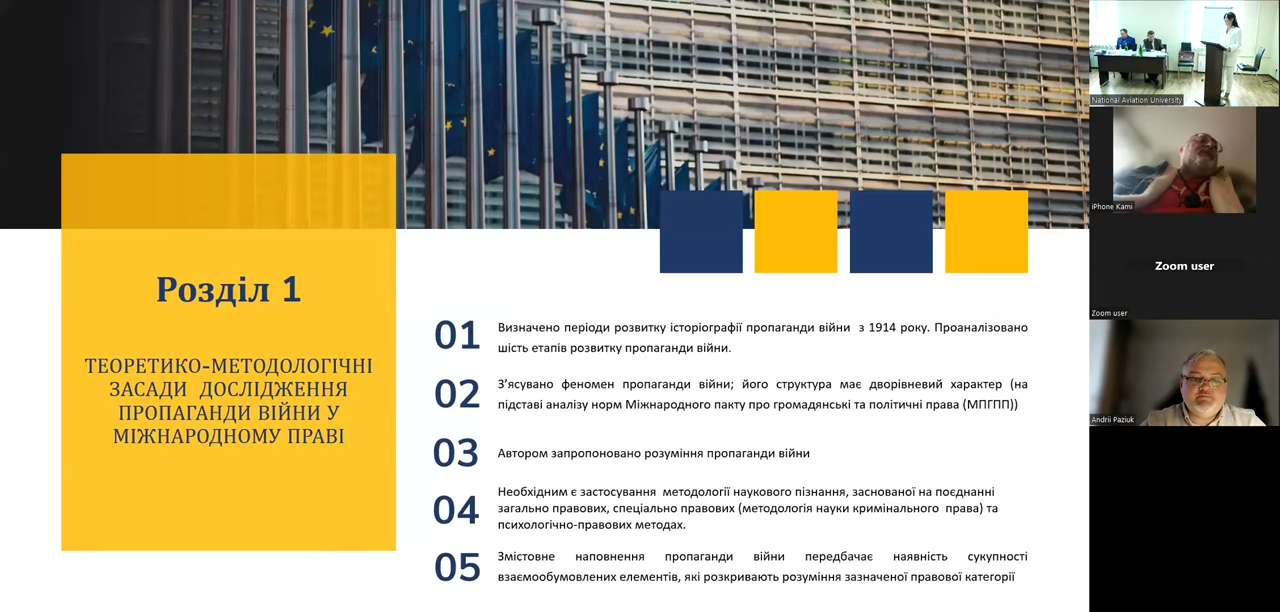 Розділ 1
ТЕОРЕТИКО-МЕТОДОЛОГІЧНІ
ЗАСАДИ ДОСЛІДЖЕННЯ
ПРОПАГАНДИ ВІЙНИ У
МІЖНАРОДНОМУ ПРАВІ
01
Визначено періоди розвитку історіографії пропаганди війни з 1914 року. Проаналізовано
шість етапів розвитку пропаганди війни.
02
З’ясувано феномен пропаганди війни; його структура має дворівневий характер (на
підставі аналізу норм Міжнародного пакту про громадянські та політичні права (МПГПП))
03
Автором запропоновано розуміння пропаганди війни
04
Необхідним є застосування методології наукового пізнання, заснованої на поєднанні
загально правових, спеціально правових (методологія науки кримінального права) та
психологічно-правових методах.
05
Змістовне наповнення пропаганди війни передбачає наявність сукупності
взаємообумовлених елементів, які розкривають розуміння зазначеної правової категорії
National Aviation University
iPhone Kami
Zoom user
Zoom user
Andrii Paziuk